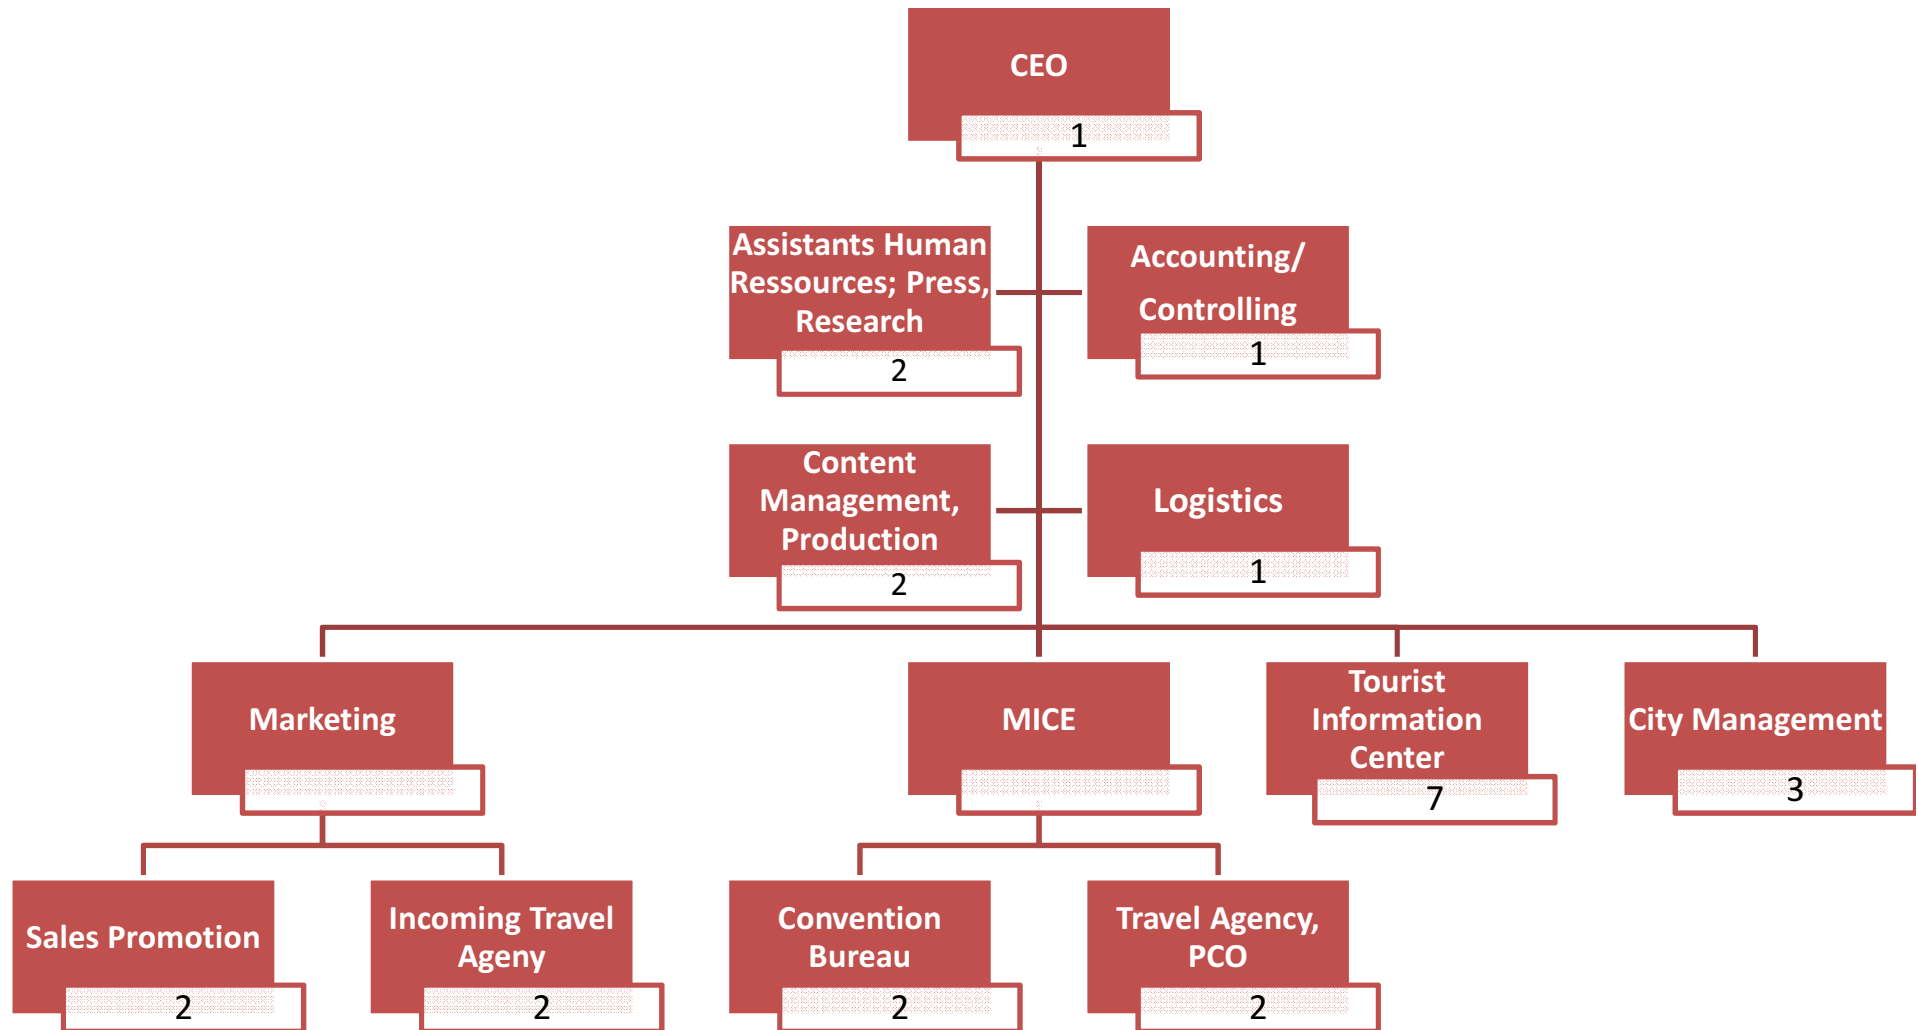 CEO
1
Assistants Human
Ressources; Press,
Research
2
Accounting/
Controlling
1
Content
Management,
Production
2
Logistics
1
Marketing
MICE
Tourist
Information
Center
7
City Management
3
Sales Promotion
2
Incoming Travel
Ageny
2
Convention
Bureau
2
Travel Agency,
PCO
2